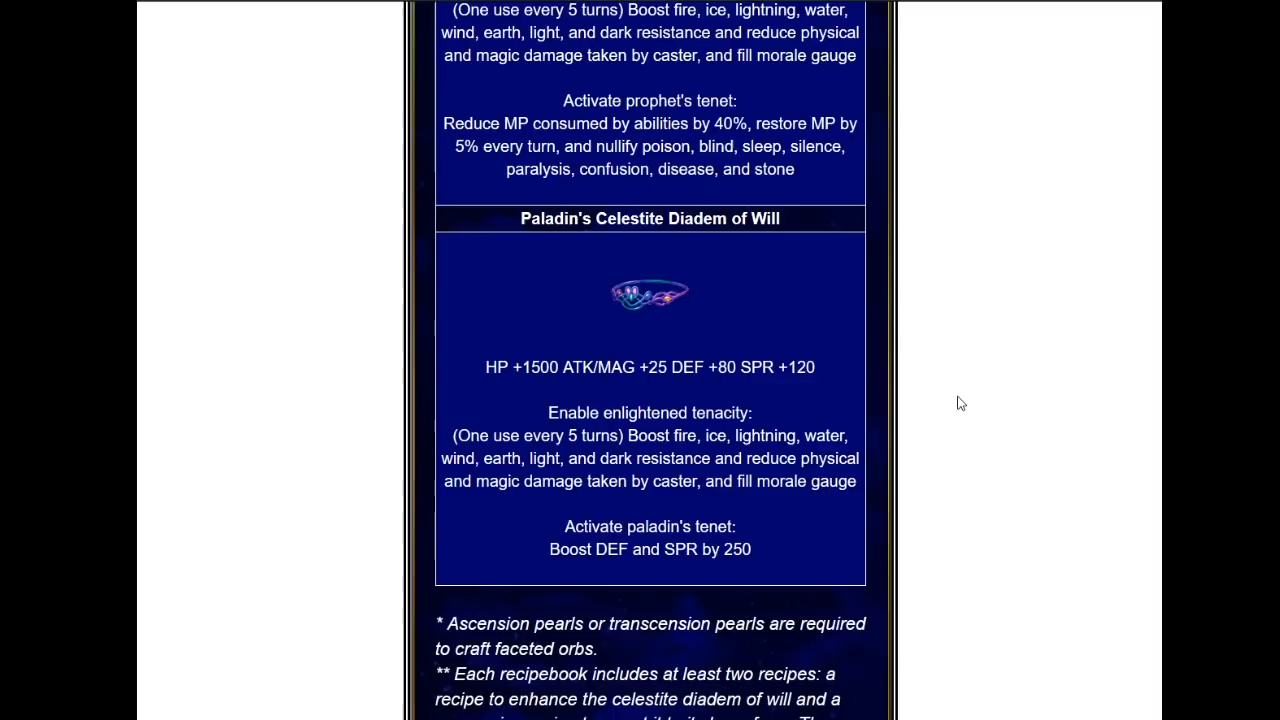 (One use every 5 turns) Boost fire, ice, lightning, water,
wind, earth, light, and dark resistance and reduce physical
and magic damage taken by caster, and fill morale gauge
Activate prophet's tenet:
Reduce MP consumed by abilities by 40%, restore MP by
5% every turn, and nullify poison, blind, sleep, silence,
paralysis, confusion, disease, and stone
Paladin's Celestite Diadem of Will
HP +1500 ATK/MAG +25 DEF +80 SPR +120
Enable enlightened tenacity:
(One use every 5 turns) Boost fire, ice, lightning, water,
wind, earth, light, and dark resistance and reduce physical
and magic damage taken by caster, and fill morale gauge
Activate paladin's tenet:
Boost DEF and SPR by 250
* Ascension pearls or transcension pearls are required
to craft faceted orbs.
** Each recipebook includes at least two recipes: a
recipe to enhance the celestite diadem of will and a